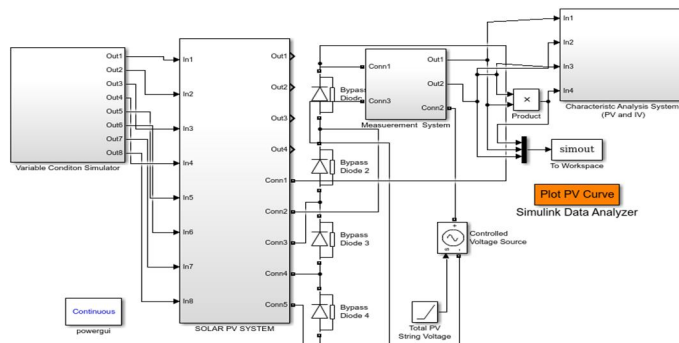 Out1
Out2
Out3
Out4
Out5
Out6
Out7
Out8
Variable Conditon Simulator
In1
In2
In3
In4
In5
In6
In7
In8
Out1
Out2
Out3
Out4
Conn1
Conn2
Conn3
Conn4
Conn5
SOLAR PV SYSTEM
Continuous
powergui
Bypass
Bypass
Diode 2
Bypass
Diode 3
Bypass
Diode 4
Conn1
Conn3
Out1
Out2
Conn2
Measuerement System
×
Product
In1
In2
In3
In4
Characteristc Analysis System
(PV and IV)
simout
To Workspace
Plot PV Curve
Simulink Data Analyzer
Controlled
Voltage Source
Total PV
String Voltage